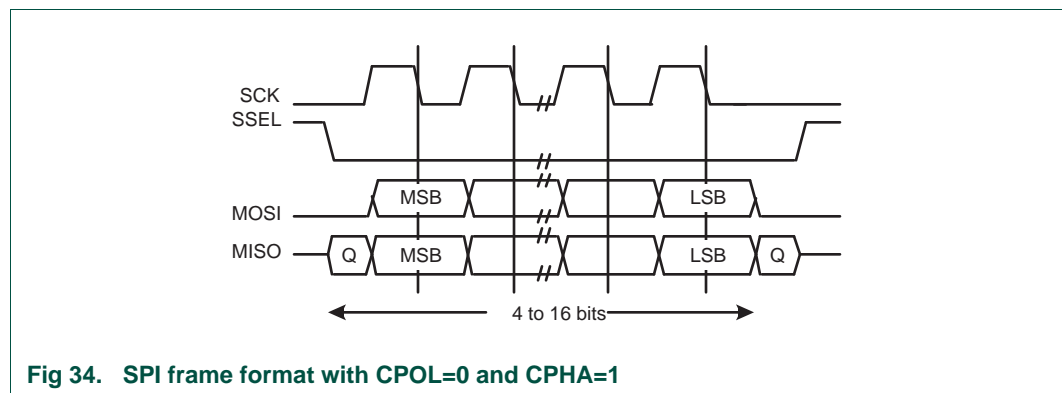 SCK
SSEL
MOSI
MSB
LSB
MISO
Q
MSB
LSB
Q
4 to 16 bits
Fig 34. SPI frame format with CPOL=0 and CPHA=1